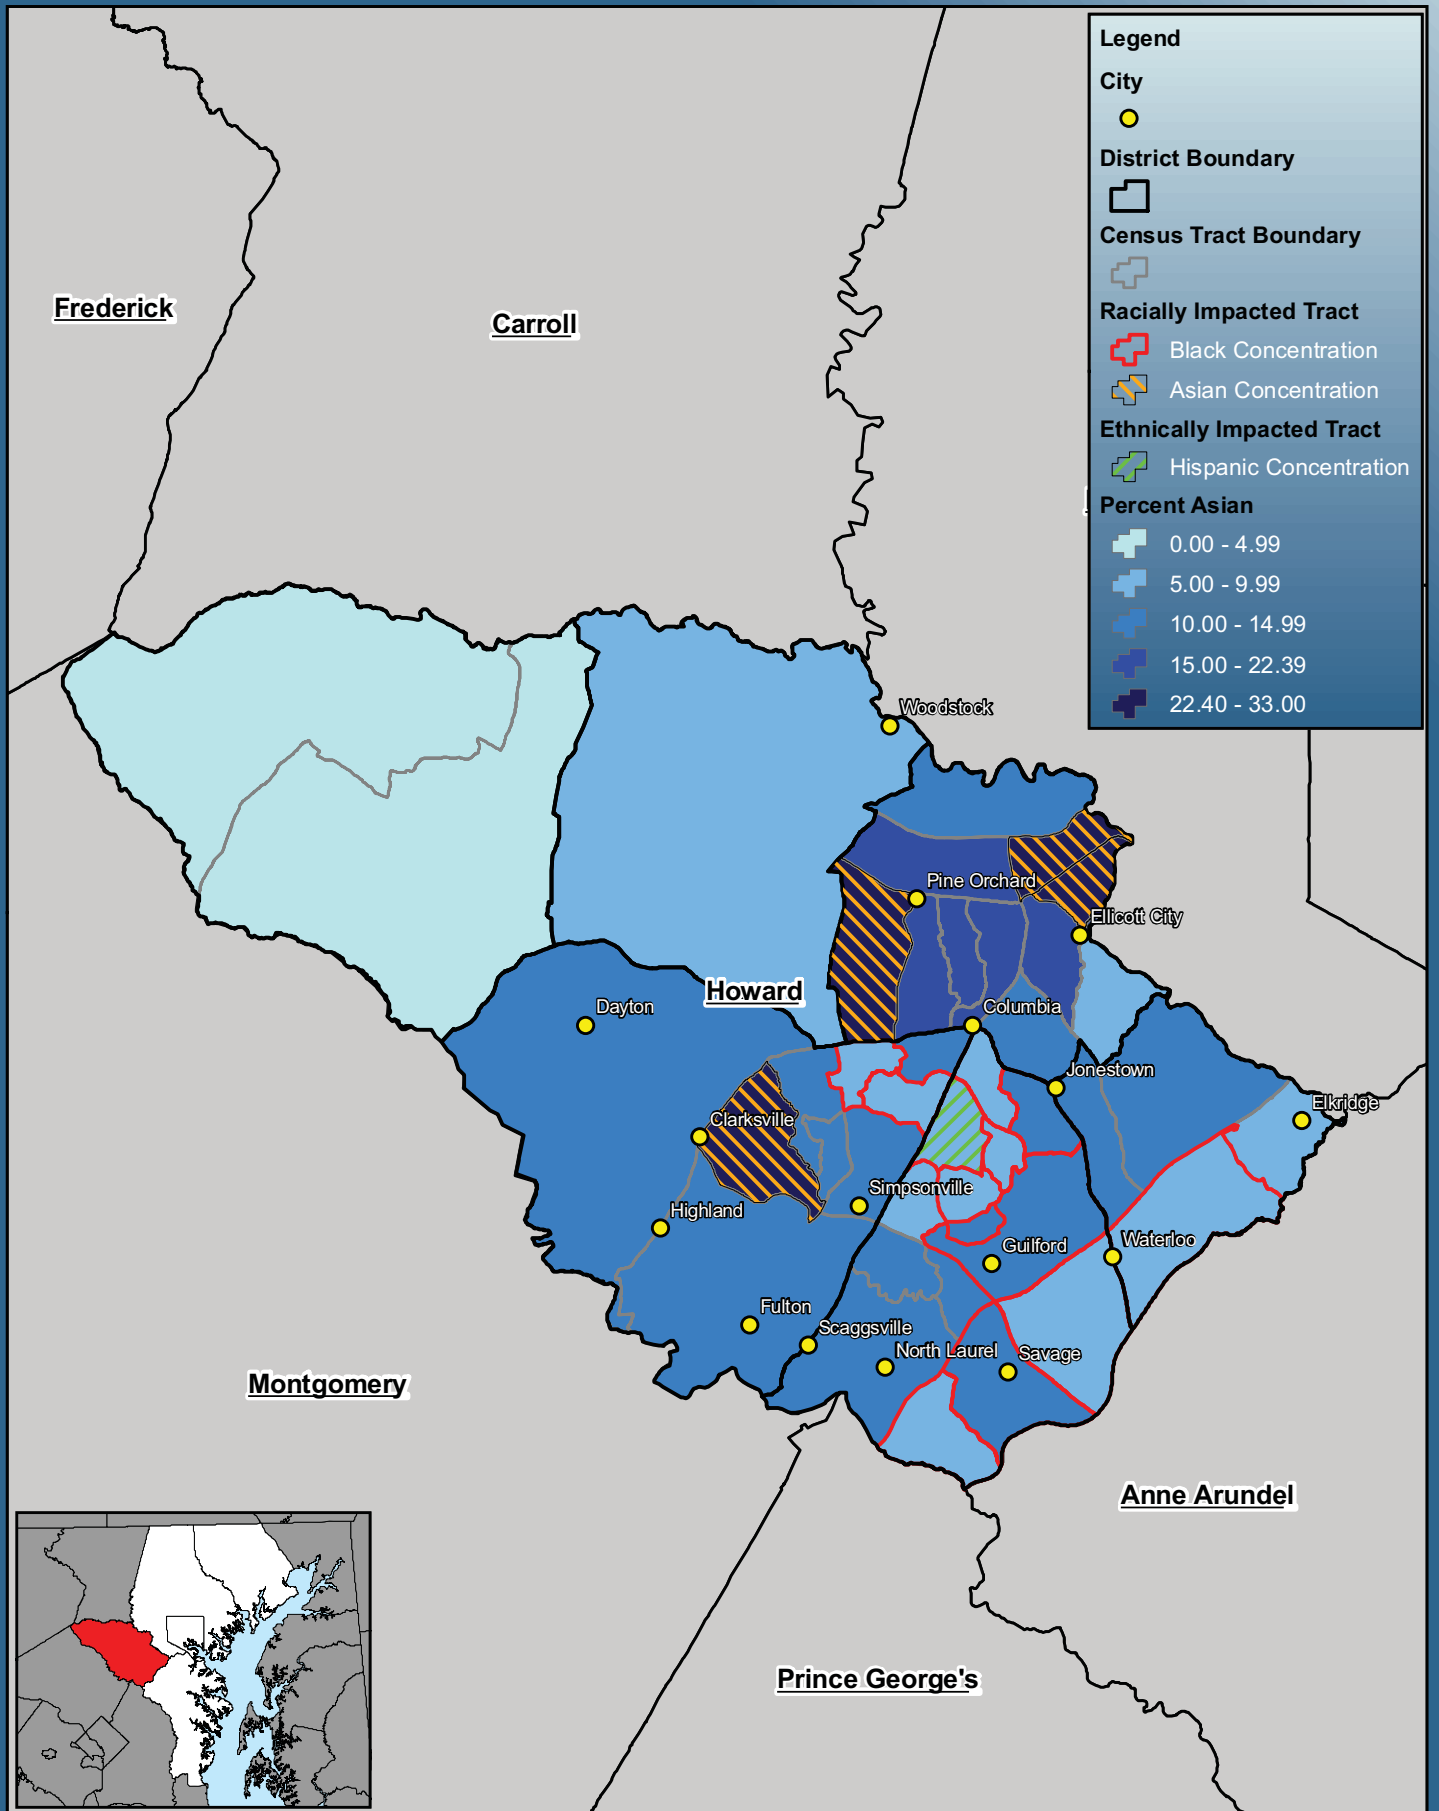 Legend
City
District Boundary
Census Tract Boundary
Racially Impacted Tract
Black Concentration
Asian Concentration
Ethnically Impacted Tract
Hispanic Concentration
Percent Asian
0.00 - 4.99
5.00 - 9.99
10.00 - 14.99
15.00 - 22.39
22.40 - 33.00
Frederick
Carroll
Woodstock
Pine Orchard
Ellicott City
Howard
Dayton
Columbia
Jonestown
Elkridge
Clarksville
Simpsonville
Highland
Guilford
Waterloo
Fulton
Scaggsville
North Laurel
Savage
Montgomery
Anne Arundel
Prince George's